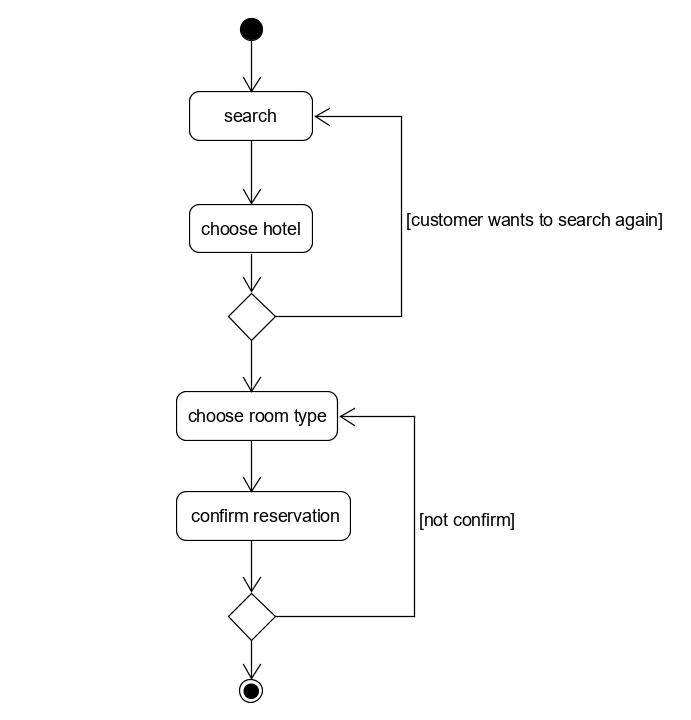 search
choose hotel
[customer wants to search again]
choose room type
confirm reservation
[not confirm]